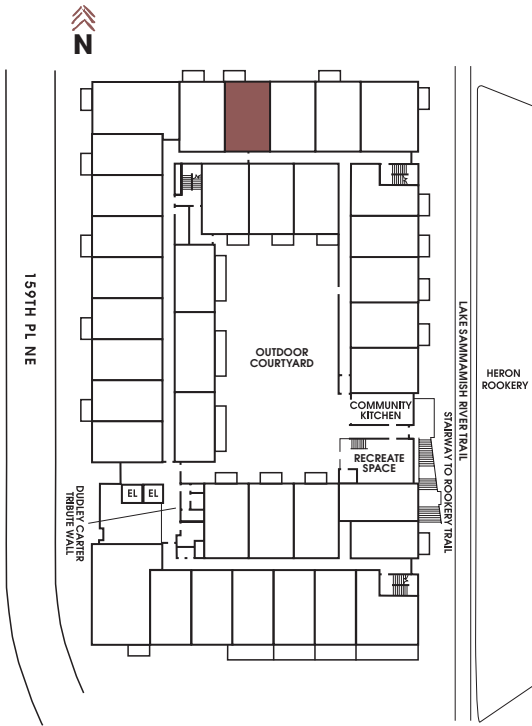 N
159TH PL NE
OUTDOOR
COURTYARD
LAKE SAMMAMISH RIVER TRAIL
HERON
ROOKERY
COMMUNITY
KITCHEN
STAIRWAY TO ROOKERY TRAIL
RECREATE
SPACE
EL EL
DUDLEY CARTER
TRIBUTE WALL